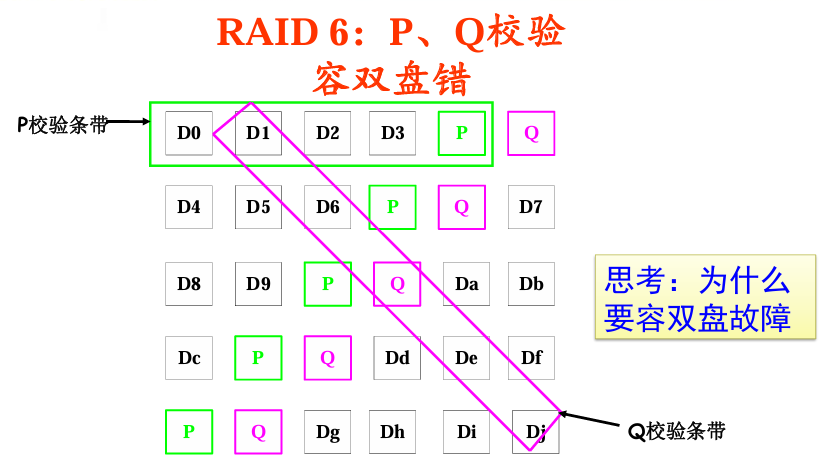 RAID 6：P、Q校验
容双盘错
P校验条带
D0 D1 D2 D3 P Q
D4 D5 D6 P Q D7
D8 D9 P Q Da Db
思考：为什么
要容双盘故障
Dc P Q Dd De Df
P Q Dg Dh Di Dj
Q校验条带